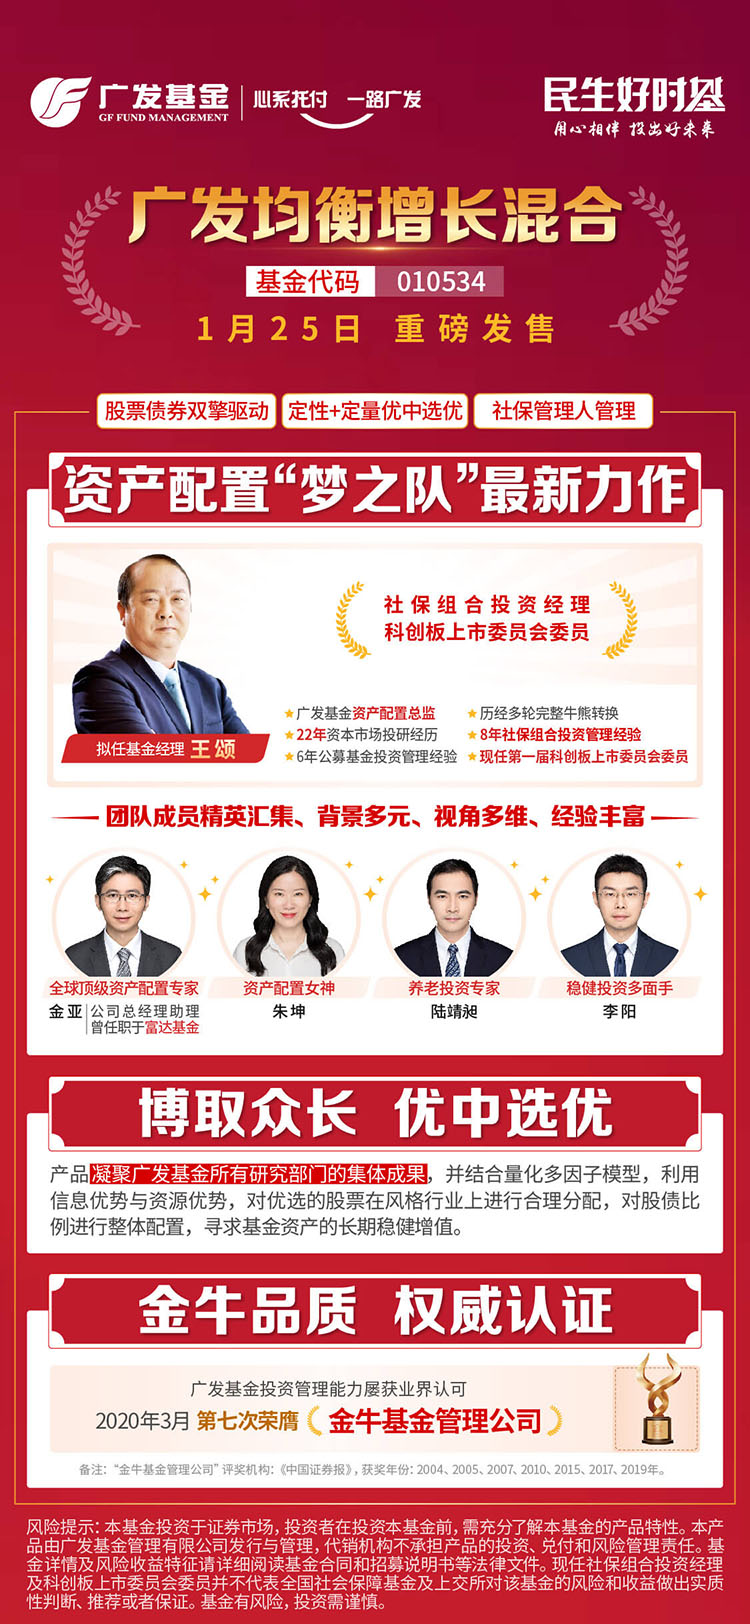 广发基金
GF FUND MANAGEMENT
心系托付 一路广发
民生好时基
用心相伴 投出好未来
广发均衡增长混合
基金代码 010534
1月25日 重磅发售
股票债券双擎驱动
定性+定量优中选优
社保管理人管理
资产配置“梦之队”最新力作
社保组合投资经理
科创板上市委员会委员
拟任基金经理 王颂
广发基金资产配置总监
22年资本市场投研经历
6年公募基金投资管理经验
历经多轮完整牛熊转换
8年社保组合投资管理经验
现任第一届科创板上市委员会委员
团队成员精英汇集、背景多元、视角多维、经验丰富
全球顶级资产配置专家
金亚
公司总经理助理
曾任职于富达基金
资产配置女神
朱坤
养老投资专家
陆靖昶
稳健投资多面手
李阳
博取众长 优中选优
产品凝聚广发基金所有研究部门的集体成果，并结合量化多因子模型，利用
信息优势与资源优势，对优选的股票在风格行业上进行合理分配，对股债比
例进行整体配置，寻求基金资产的长期稳健增值。
金牛品质 权威认证
广发基金投资管理能力屡获业界认可
2020年3月 第七次荣膺 金牛基金管理公司
备注：“金牛基金管理公司”评奖机构：《中国证券报》，获奖年份：2004、2005、2007、2010、2015、2017、2019年。
风险提示：本基金投资于证券市场，投资者在投资本基金前，需充分了解本基金的产品特性。本产
品由广发基金管理有限公司发行与管理，代销机构不承担产品的投资、兑付和风险管理责任。基
金详情及风险收益特征请详细阅读基金合同和招募说明书等法律文件。现任社保组合投资经理
及科创板上市委员会委员并不代表全国社会保障基金及上交所对该基金的风险和收益做出实质
性判断、推荐或者保证。基金有风险，投资需谨慎。